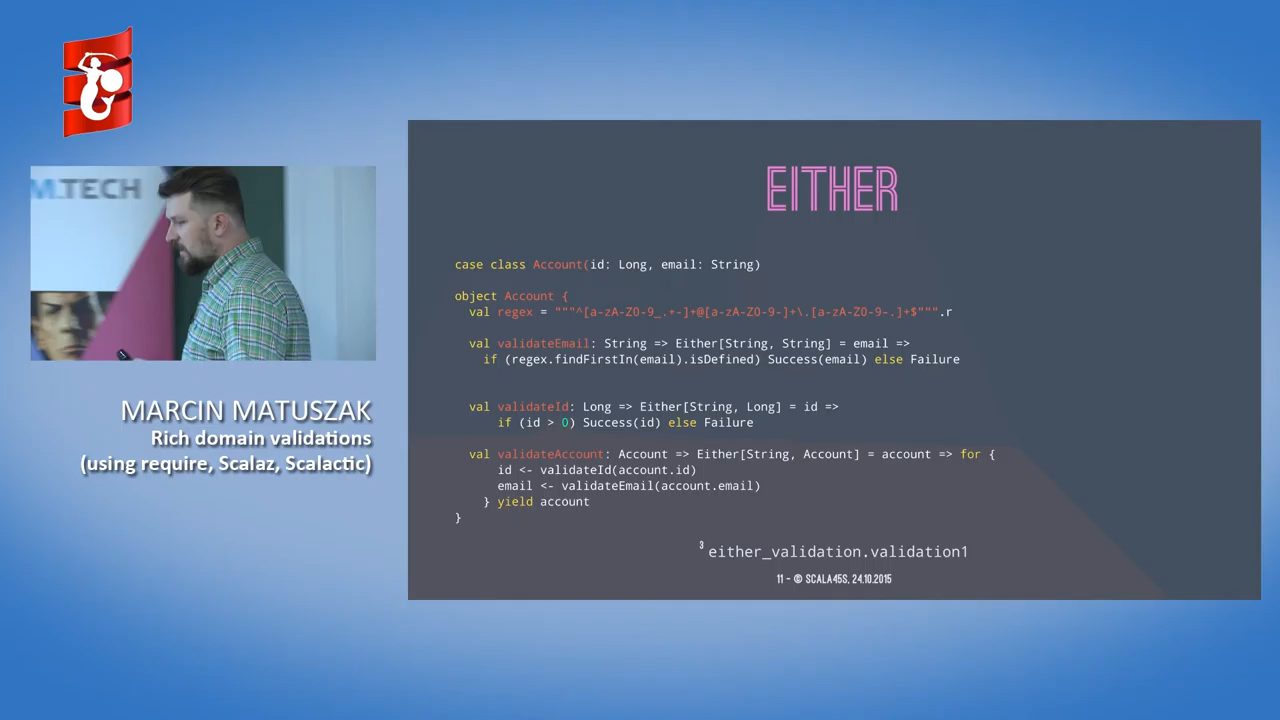 M.TECH
MARCIN MATUSZAK
Rich domain validations
(using require, Scalaz, Scalactic)
EITHER
case class Account(id: Long, email: String)
object Account {
val regex = """^[a-zA-Z0-9_.+-]+@[a-zA-Z0-9-]+\.[a-zA-Z0-9-.]+$""".r
val validateEmail: String => Either[String, String] = email =>
if (regex.findFirstIn(email).isDefined) Success(email) else Failure
val validateId: Long => Either[String, Long] = id =>
if (id > 0) Success(id) else Failure
val validateAccount: Account => Either[String, Account] = account => for {
id <- validateId(account.id)
email <- validateEmail(account.email)
} yield account
}
3 either_validation.validation1
11 - © SCALA45S, 24.10.2015